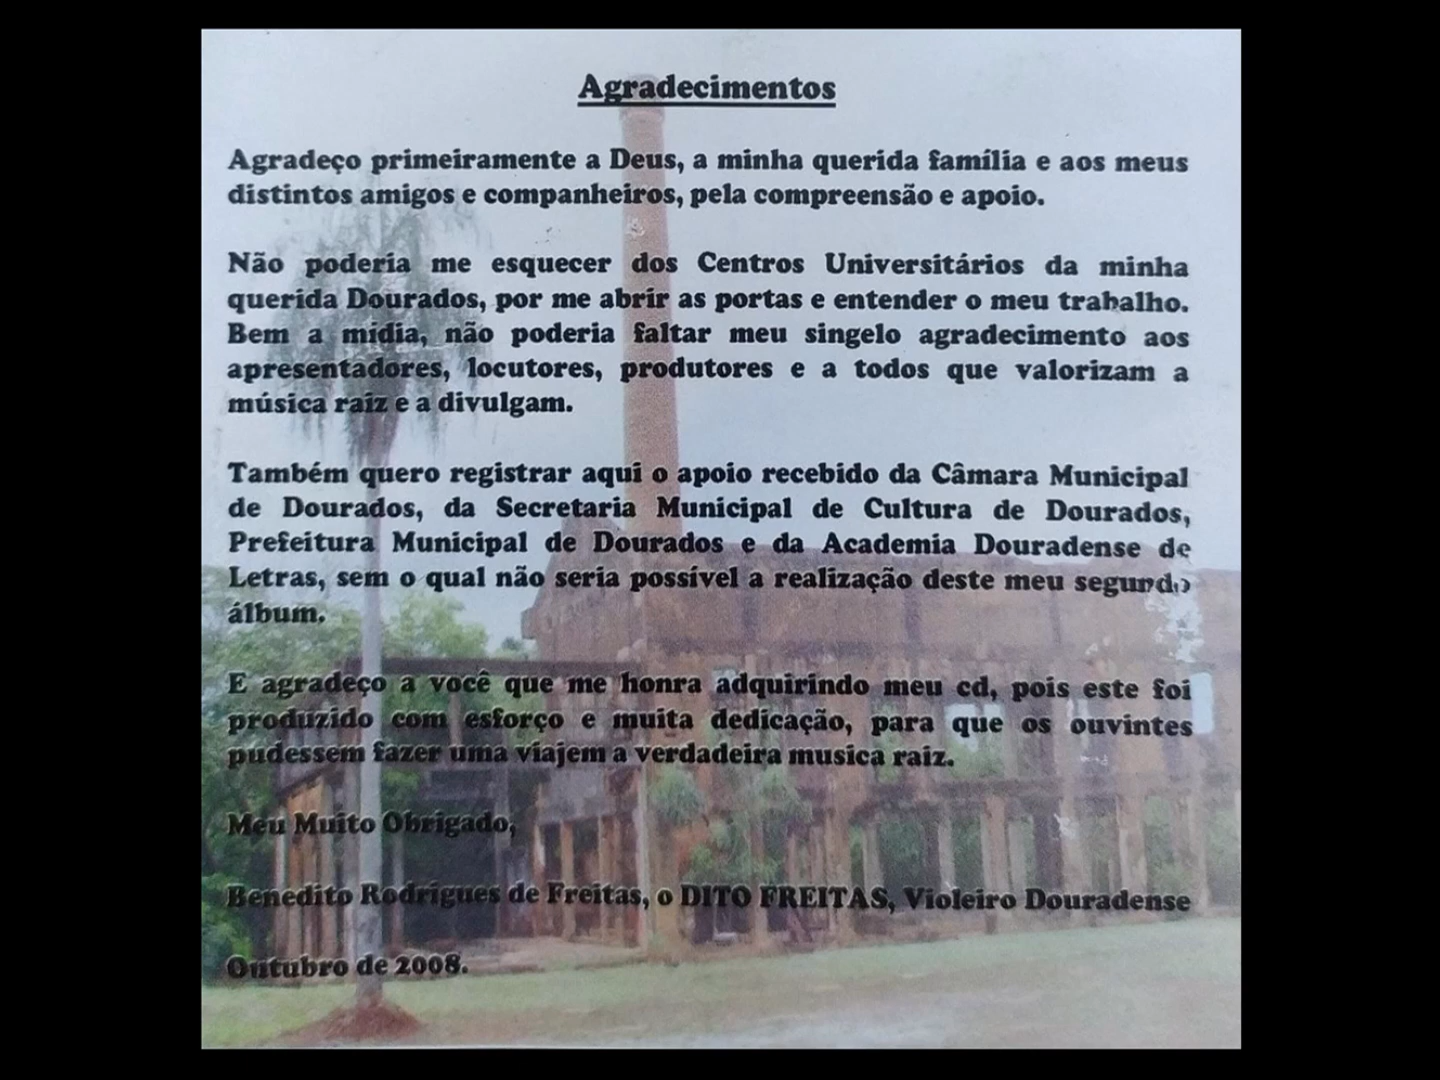 Agradecimentos
Agradeço primeiramente a Deus, a minha querida família e aos meus
distintos amigos e companheiros, pela compreensão e apoio.
Não poderia me esquecer dos Centros Universitários da minha
querida Dourados, por me abrir as portas e entender o meu trabalho.
Bem a mídia, não poderia faltar meu singelo agradecimento aos
apresentadores, locutores, produtores e a todos que valorizam a
música raiz e a divulgam.
Também quero registrar aqui o apoio recebido da Câmara Municipal
de Dourados, da Secretaria Municipal de Cultura de Dourados,
Prefeitura Municipal de Dourados e da Academia Douradense de
Letras, sem o qual não seria possível a realização deste meu segundo
álbum.
E agradeço a você que me honra adquirindo meu cd, pois este foi
produzido com esforço e muita dedicação, para que os ouvintes
pudessem fazer uma viajem a verdadeira musica raiz.
Meu Muito Obrigado,
Benedito Rodrigues de Freitas, o DITO FREITAS, Violeiro Douradense
Outubro de 2008.